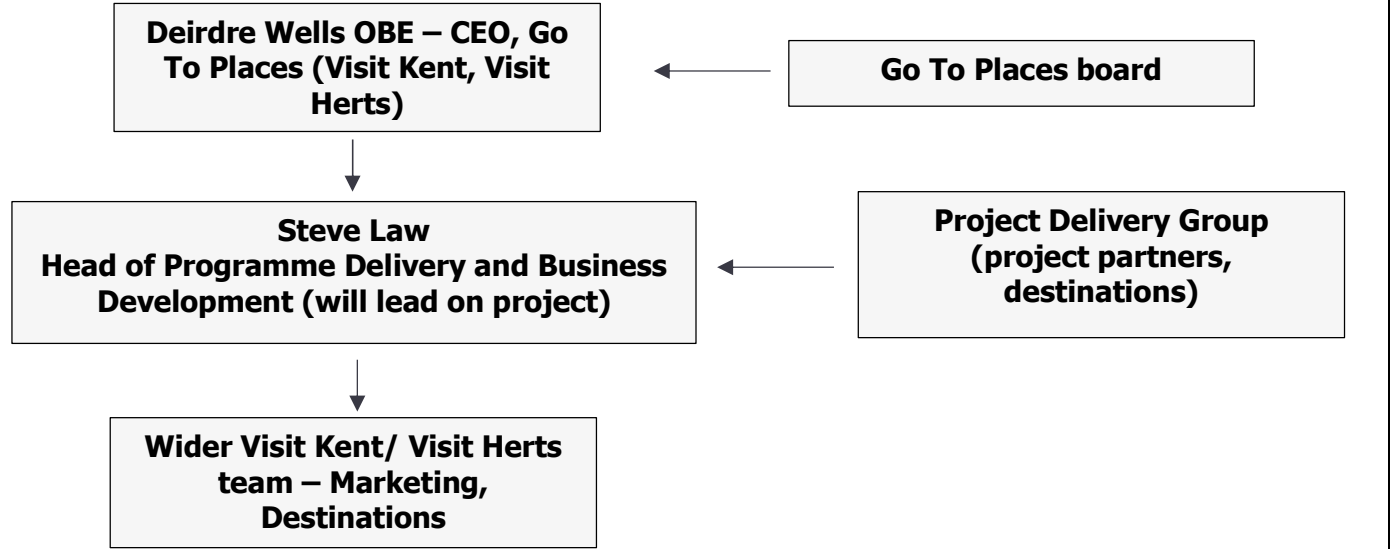 Deirdre Wells OBE – CEO, Go
To Places (Visit Kent, Visit
Herts)
Go To Places board
Steve Law
Head of Programme Delivery and Business
Development (will lead on project)
Project Delivery Group
(project partners,
destinations)
Wider Visit Kent/ Visit Herts
team – Marketing,
Destinations